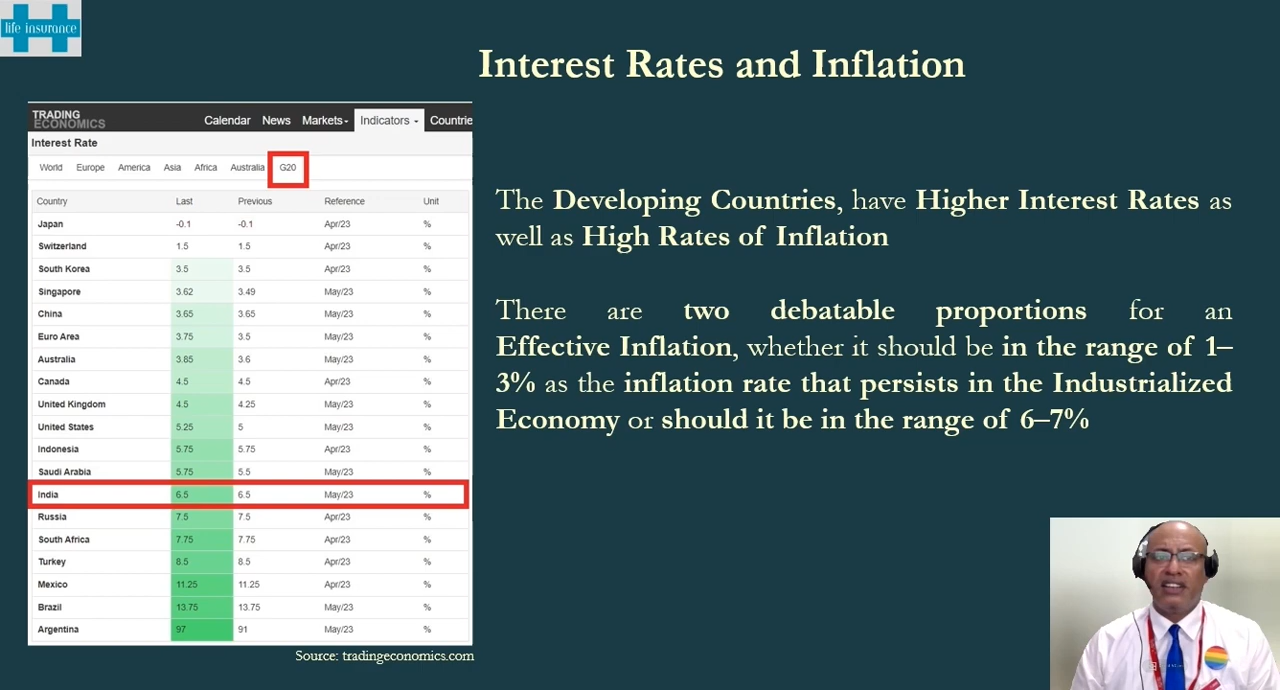 life insurance
Interest Rates and Inflation
TRADING
ECONOMICS
Calendar News Markets Indicators Countrie
Interest Rate
World Europe America Asia Africa Australia G20
Country Last Previous Reference Unit
Japan -0.1 -0.1 Apr/23 %
Switzerland 1.5 1.5 Apr/23 %
South Korea 3.5 3.5 Apr/23 %
Singapore 3.62 3.49 May/23 %
China 3.65 3.65 May/23 %
Euro Area 3.75 3.5 May/23 %
Australia 3.85 3.6 May/23 %
Canada 4.5 4.5 Apr/23 %
United Kingdom 4.5 4.25 May/23 %
United States 5.25 5 May/23 %
Indonesia 5.75 5.75 Apr/23 %
Saudi Arabia 5.75 5.5 May/23 %
India 6.5 6.5 May/23 %
Russia 7.5 7.5 Apr/23 %
South Africa 7.75 7.75 Apr/23 %
Turkey 8.5 8.5 Apr/23 %
Mexico 11.25 11.25 Apr/23 %
Brazil 13.75 13.75 May/23 %
Argentina 97 91 May/23 %
Source: tradingeconomics.com
The Developing Countries, have Higher Interest Rates as
well as High Rates of Inflation
There are two debatable proportions for an
Effective Inflation, whether it should be in the range of 1–
3% as the inflation rate that persists in the Industrialized
Economy or should it be in the range of 6–7%